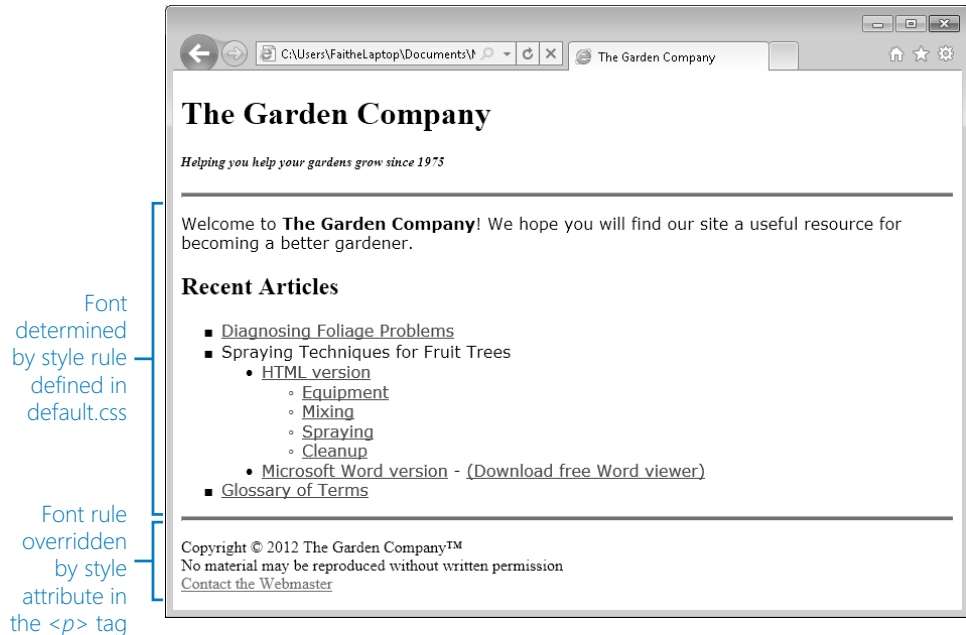 C:\Users\FaitheLaptop\Documents\
The Garden Company
The Garden Company
Helping you help your gardens grow since 1975
Welcome to The Garden Company! We hope you will find our site a useful resource for
becoming a better gardener.
Recent Articles
Diagnosing Foliage Problems
Spraying Techniques for Fruit Trees
HTML version
Equipment
Mixing
Spraying
Cleanup
Microsoft Word version - (Download free Word viewer)
Glossary of Terms
Copyright © 2012 The Garden Company™
No material may be reproduced without written permission
Contact the Webmaster
Font
determined
by style rule
defined in
default.css
Font rule
overridden
by style
attribute in
the <p> tag